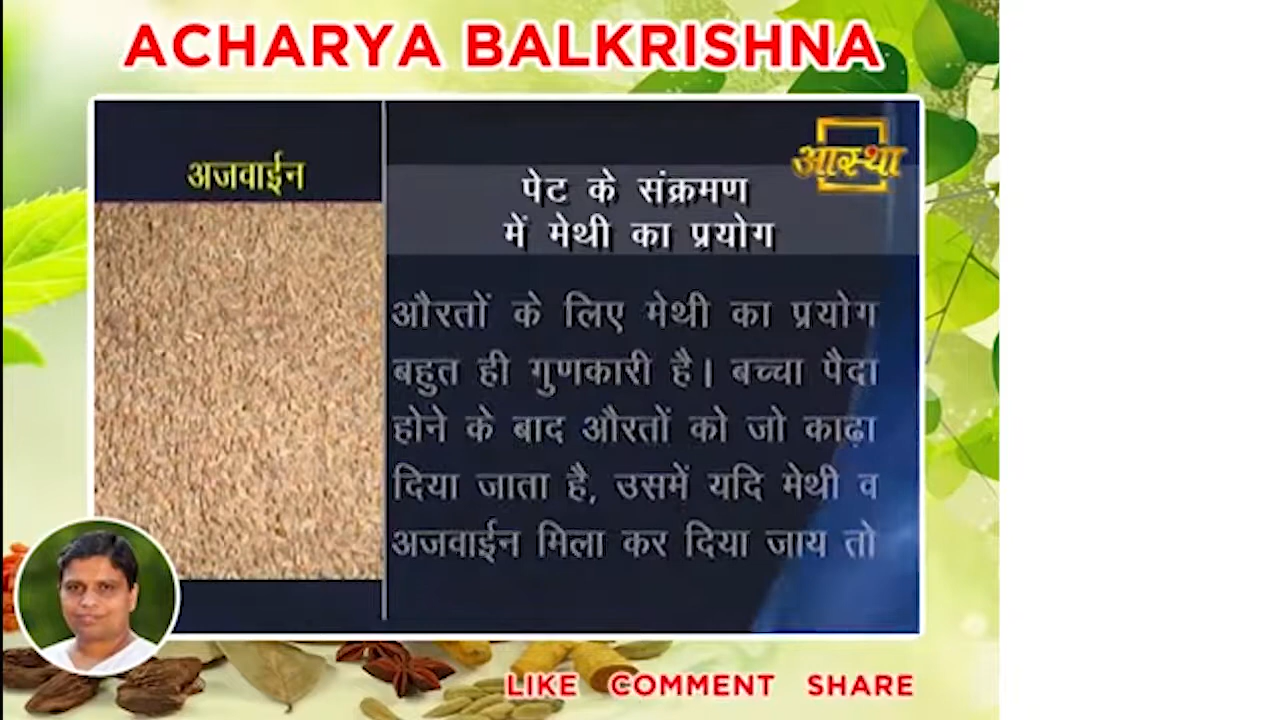 ACHARYA BALKRISHNA
अजवाईन
आस्था
पेट के संक्रमण
में मेथी का प्रयोग
औरतों के लिए मेथी का प्रयोग
बहुत ही गुणकारी है। बच्चा पैदा
होने के बाद औरतों को जो काढ़ा
दिया जाता है, उसमें यदि मेथी व
अजवाईन मिला कर दिया जाय तो
LIKE COMMENT SHARE